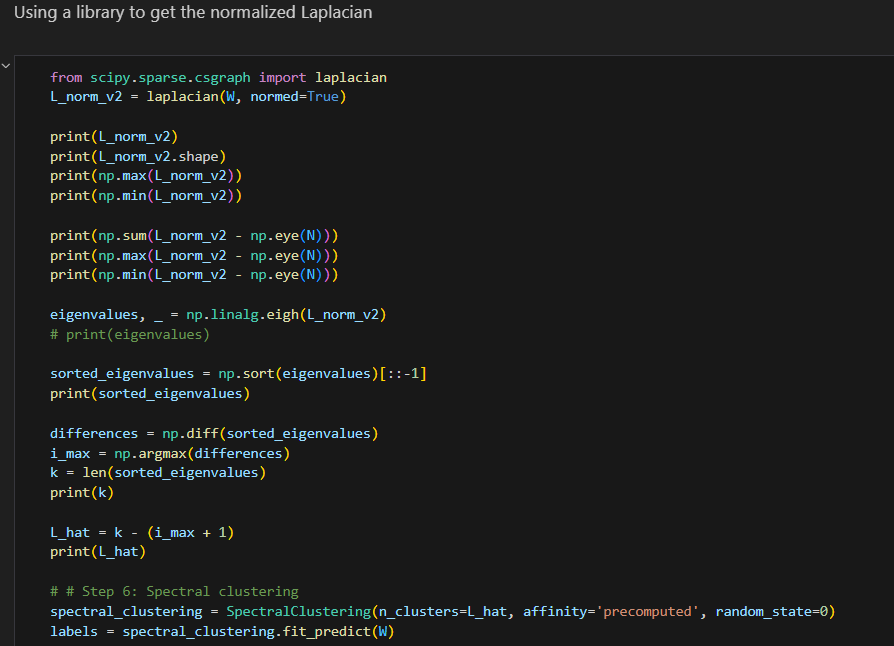 Using a library to get the normalized Laplacian
from scipy.sparse.csgraph import laplacian
L_norm_v2 = laplacian(W, normed=True)
print(L_norm_v2)
print(L_norm_v2.shape)
print(np.max(L_norm_v2))
print(np.min(L_norm_v2))
print(np.sum(L_norm_v2 - np.eye(N)))
print(np.max(L_norm_v2 - np.eye(N)))
print(np.min(L_norm_v2 - np.eye(N)))
eigenvalues, _ = np.linalg.eigh(L_norm_v2)
# print(eigenvalues)
sorted_eigenvalues = np.sort(eigenvalues)[::-1]
print(sorted_eigenvalues)
differences = np.diff(sorted_eigenvalues)
i_max = np.argmax(differences)
k = len(sorted_eigenvalues)
print(k)
L_hat = k - (i_max + 1)
print(L_hat)
# # Step 6: Spectral clustering
spectral_clustering = SpectralClustering(n_clusters=L_hat, affinity='precomputed', random_state=0)
labels = spectral_clustering.fit_predict(W)